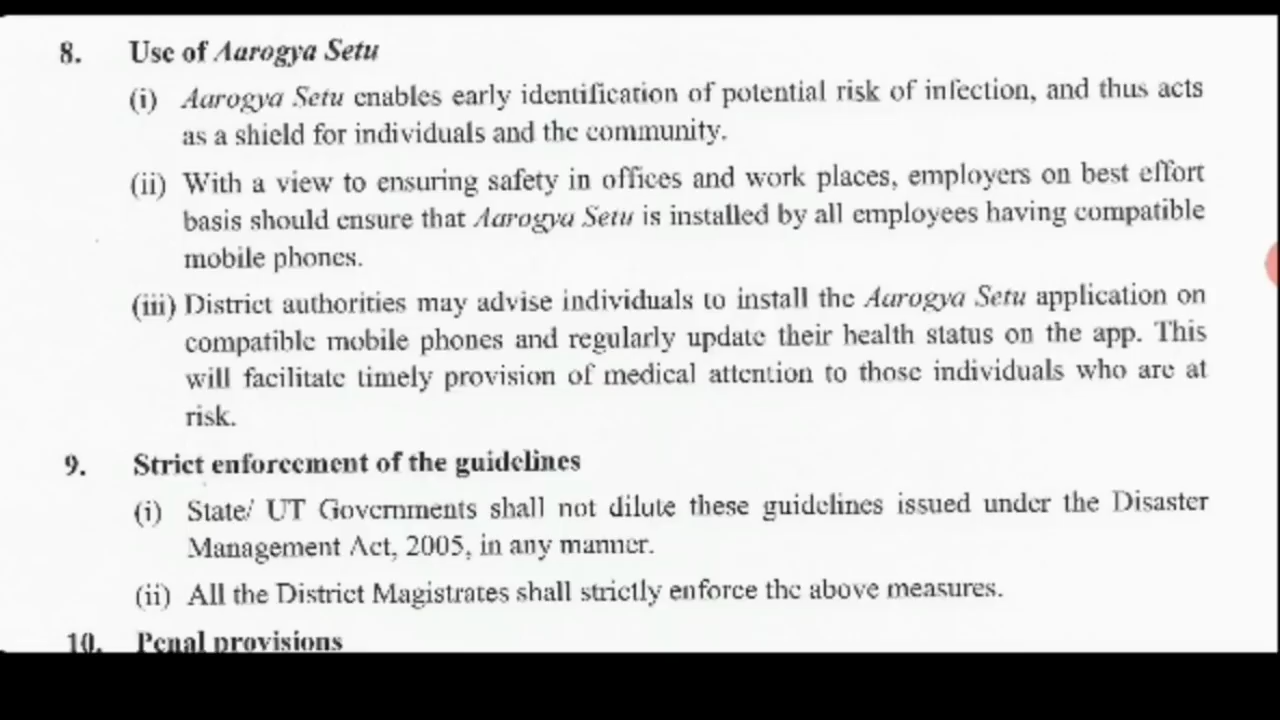 8. Use of Aarogya Setu
(i) Aarogya Setu enables early identification of potential risk of infection, and thus acts
as a shield for individuals and the community.
(ii) With a view to ensuring safety in offices and work places, employers on best effort
basis should ensure that Aarogya Setu is installed by all employees having compatible
mobile phones.
(iii) District authorities may advise individuals to install the Aarogya Setu application on
compatible mobile phones and regularly update their health status on the app. This
will facilitate timely provision of medical attention to those individuals who are at
risk.
9. Strict enforcement of the guidelines
(i) State/ UT Governments shall not dilute these guidelines issued under the Disaster
Management Act, 2005, in any manner.
(ii) All the District Magistrates shall strictly enforce the above measures.
10. Penal provisions